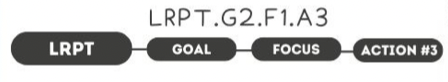 LRPT.G2.F1.A3
LRPT GOAL FOCUS ACTION #3